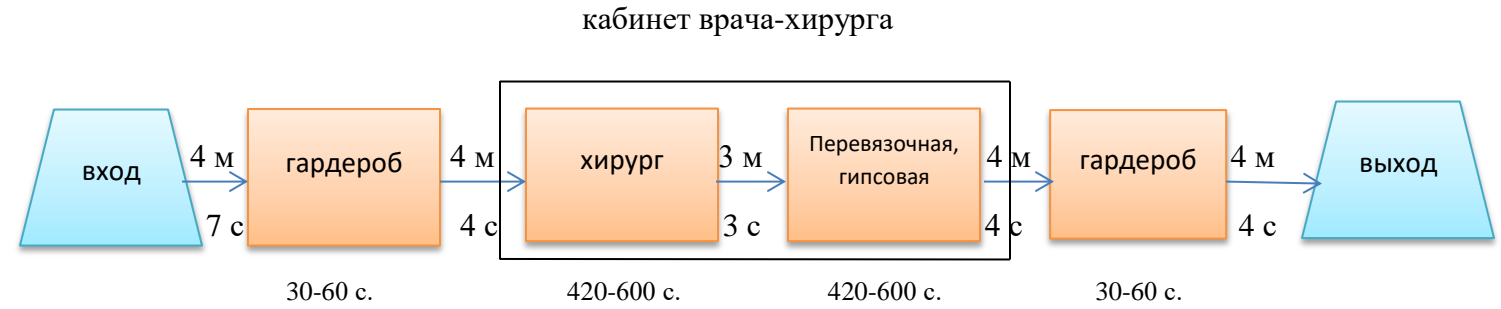 кабинет врача-хирурга
вход
4 м
7 с
гардероб
30-60 с.
4 м
4 с
хирург
420-600 с.
3 м
3 с
Перевязочная,
гипсовая
420-600 с.
4 м
4 с
гардероб
30-60 с.
4 м
4 с
выход